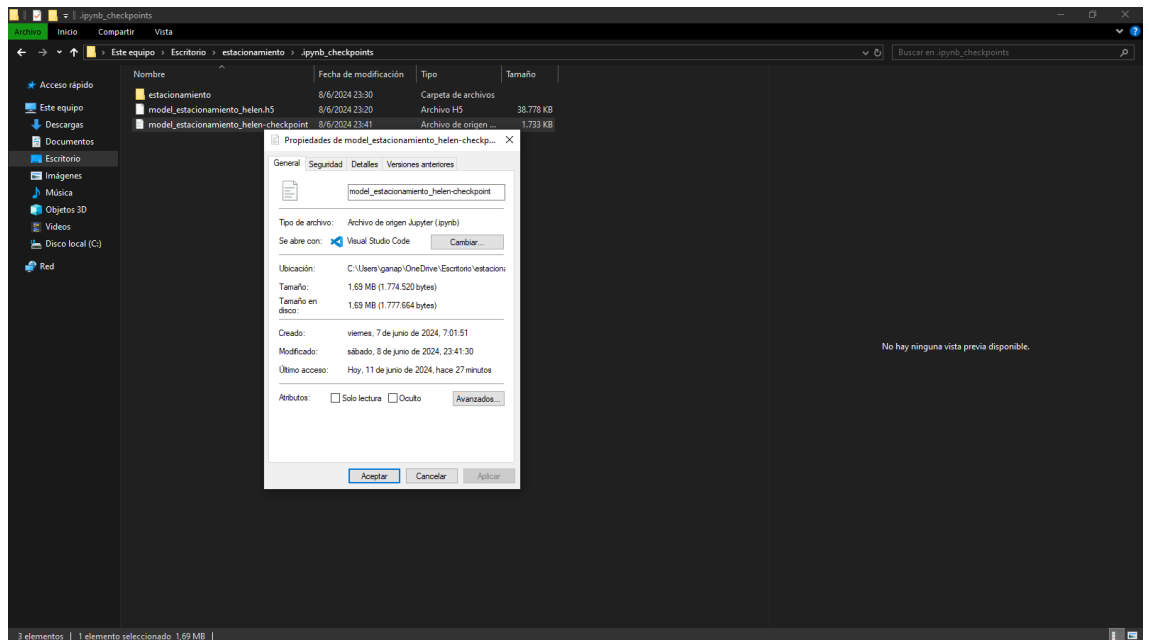 .ipynb_checkpoints
Archivo Inicio Compartir Vista
Este equipo > Escritorio > estacionamiento > .ipynb_checkpoints
Buscar en .ipynb_checkpoints
Nombre Fecha de modificación Tipo Tamaño
Acceso rápido
Este equipo
Descargas
Documentos
Escritorio
Imágenes
Música
Objetos 3D
Videos
Disco local (C:)
Red
estacionamiento 8/6/2024 23:30 Carpeta de archivos
model_estacionamiento_helen.h5 8/6/2024 23:20 Archivo H5 38.778 KB
model_estacionamiento_helen-checkpoint 8/6/2024 23:41 Archivo de origen ... 1.733 KB
Propiedades de model_estacionamiento_helen-checkp...
General Seguridad Detalles Versiones anteriores
model_estacionamiento_helen-checkpoint
Tipo de archivo: Archivo de origen Jupyter (.ipynb)
Se abre con: Visual Studio Code Cambiar...
Ubicación: C:\Users\ganap\OneDrive\Escritorio\estaciona
Tamaño: 1,69 MB (1.774.520 bytes)
Tamaño en
disco: 1,69 MB (1.777.664 bytes)
Creado: viernes, 7 de junio de 2024, 7:01:51
Modificado: sábado, 8 de junio de 2024, 23:41:30
Último acceso: Hoy, 11 de junio de 2024, hace 27 minutos
Atributos: Solo lectura Oculto Avanzados...
Aceptar Cancelar Aplicar
No hay ninguna vista previa disponible.
3 elementos 1 elemento seleccionado 1,69 MB